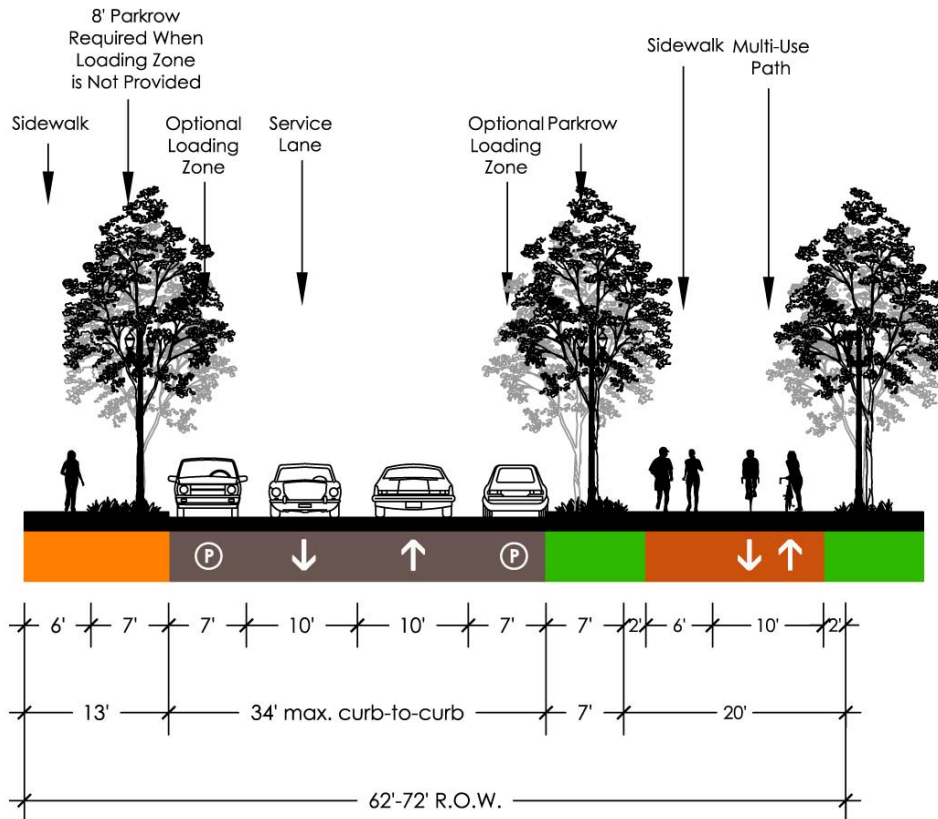 8' Parkrow
Required When
Loading Zone
is Not Provided
Sidewalk
Optional
Loading
Zone
Service
Lane
Optional
Loading
Zone
Parkrow
Sidewalk
Multi-Use
Path
P
P
6' 7' 7' 10' 10' 7' 7' 2' 6' 10' 2'
13' 34' max. curb-to-curb 7' 20'
62'-72' R.O.W.